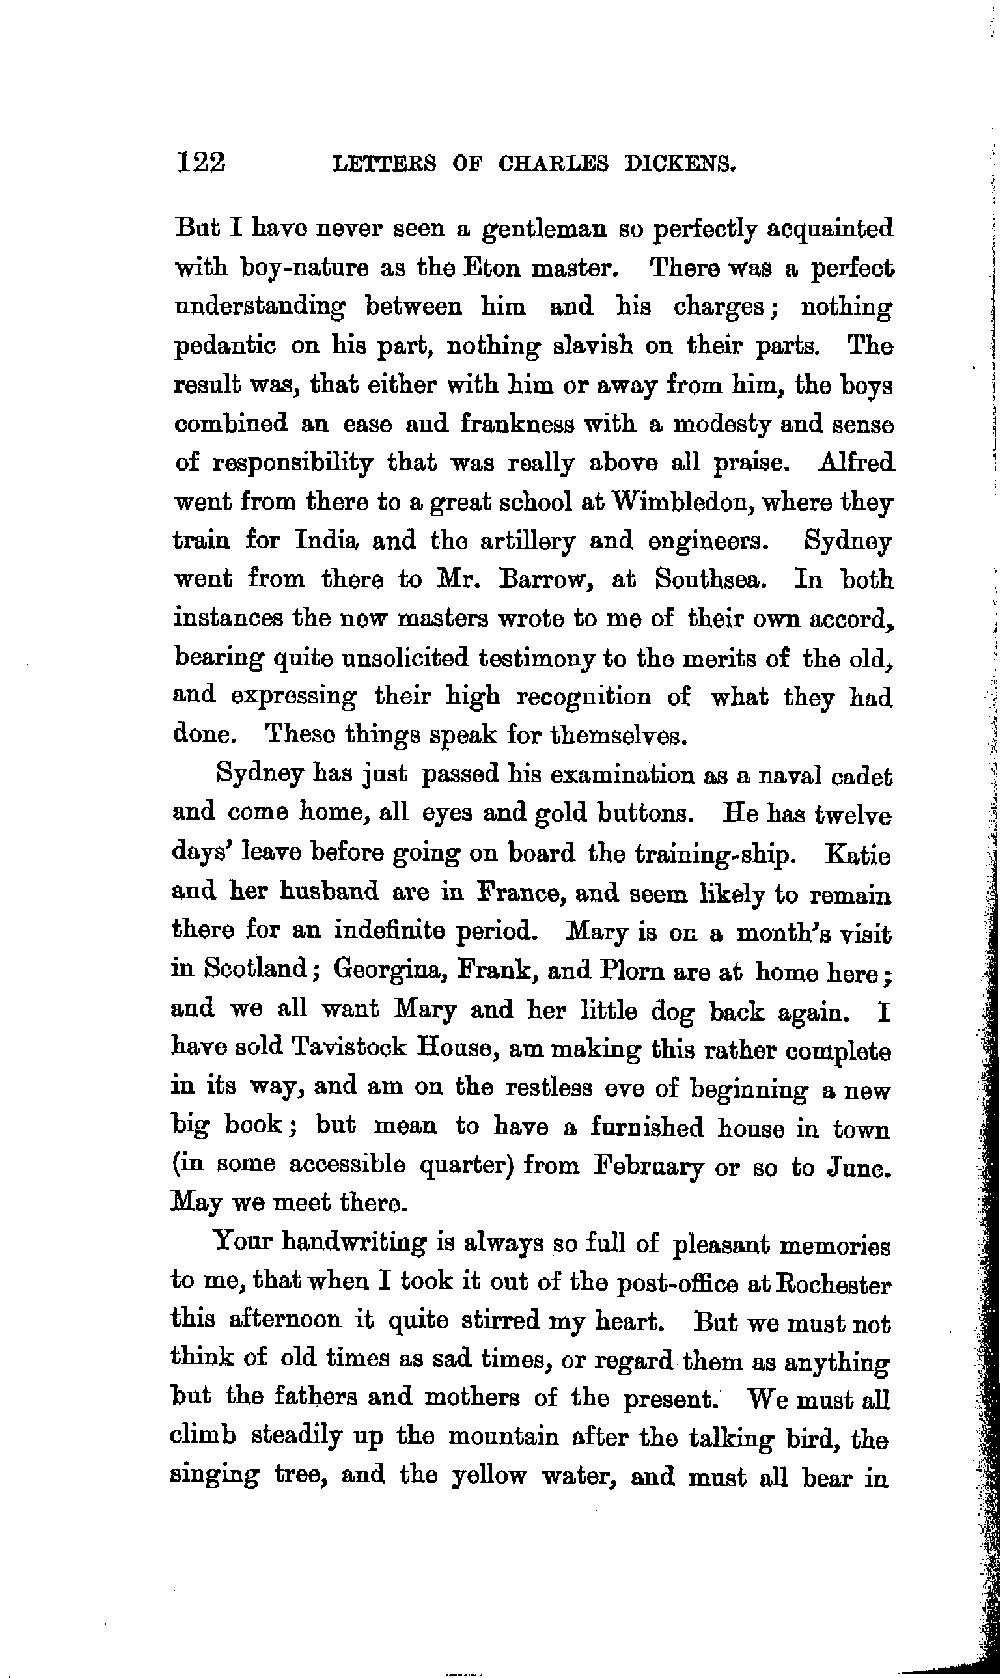 122 LETTERS OF CHARLES DICKENS.
But I have never seen a gentleman so perfectly acquainted
with boy-nature as the Eton master. There was a perfect
understanding between him and his charges; nothing
pedantic on his part, nothing slavish on their parts. The
result was, that either with him or away from him, the boys
combined an ease and frankness with a modesty and sense
of responsibility that was really above all praise. Alfred
went from there to a great school at Wimbledon, where they
train for India and the artillery and engineers. Sydney
went from there to Mr. Barrow, at Southsea. In both
instances the new masters wrote to me of their own accord,
bearing quite unsolicited testimony to the merits of the old,
and expressing their high recognition of what they had
done. These things speak for themselves.
Sydney has just passed his examination as a naval cadet
and come home, all eyes and gold buttons. He has twelve
days' leave before going on board the training-ship. Katie
and her husband are in France, and seem likely to remain
there for an indefinite period. Mary is on a month's visit
in Scotland; Georgina, Frank, and Plorn are at home here;
and we all want Mary and her little dog back again. I
have sold Tavistock House, am making this rather complete
in its way, and am on the restless eve of beginning a new
big book; but mean to have a furnished house in town
(in some accessible quarter) from February or so to June.
May we meet there.
Your handwriting is always so full of pleasant memories
to me, that when I took it out of the post-office at Rochester
this afternoon it quite stirred my heart. But we must not
think of old times as sad times, or regard them as anything
but the fathers and mothers of the present. We must all
climb steadily up the mountain after the talking bird, the
singing tree, and the yellow water, and must all bear in